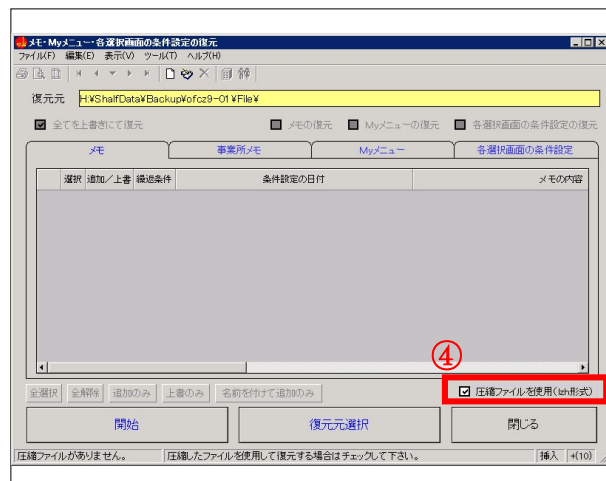 メモ・Myメニュー・各選択画面の条件設定の復元
ファイル(F) 編集(E) 表示(V) ツール(T) ヘルプ(H)
復元元 H:¥ShalfData¥Backup¥ofcz9-01¥File¥
全てを上書きにて復元 メモの復元 Myメニューの復元 各選択画面の条件設定の復元
メモ 事業所メモ Myメニュー 各選択画面の条件設定
選択 追加/上書 繰返条件 条件設定の日付 メモの内容
④
全選択 全解除 追加のみ 上書のみ 名前を付けて追加のみ 圧縮ファイルを使用(lzh形式)
開始 復元元選択 閉じる
圧縮ファイルがありません。 圧縮したファイルを使用して復元する場合はチェックして下さい。 挿入 +(10)